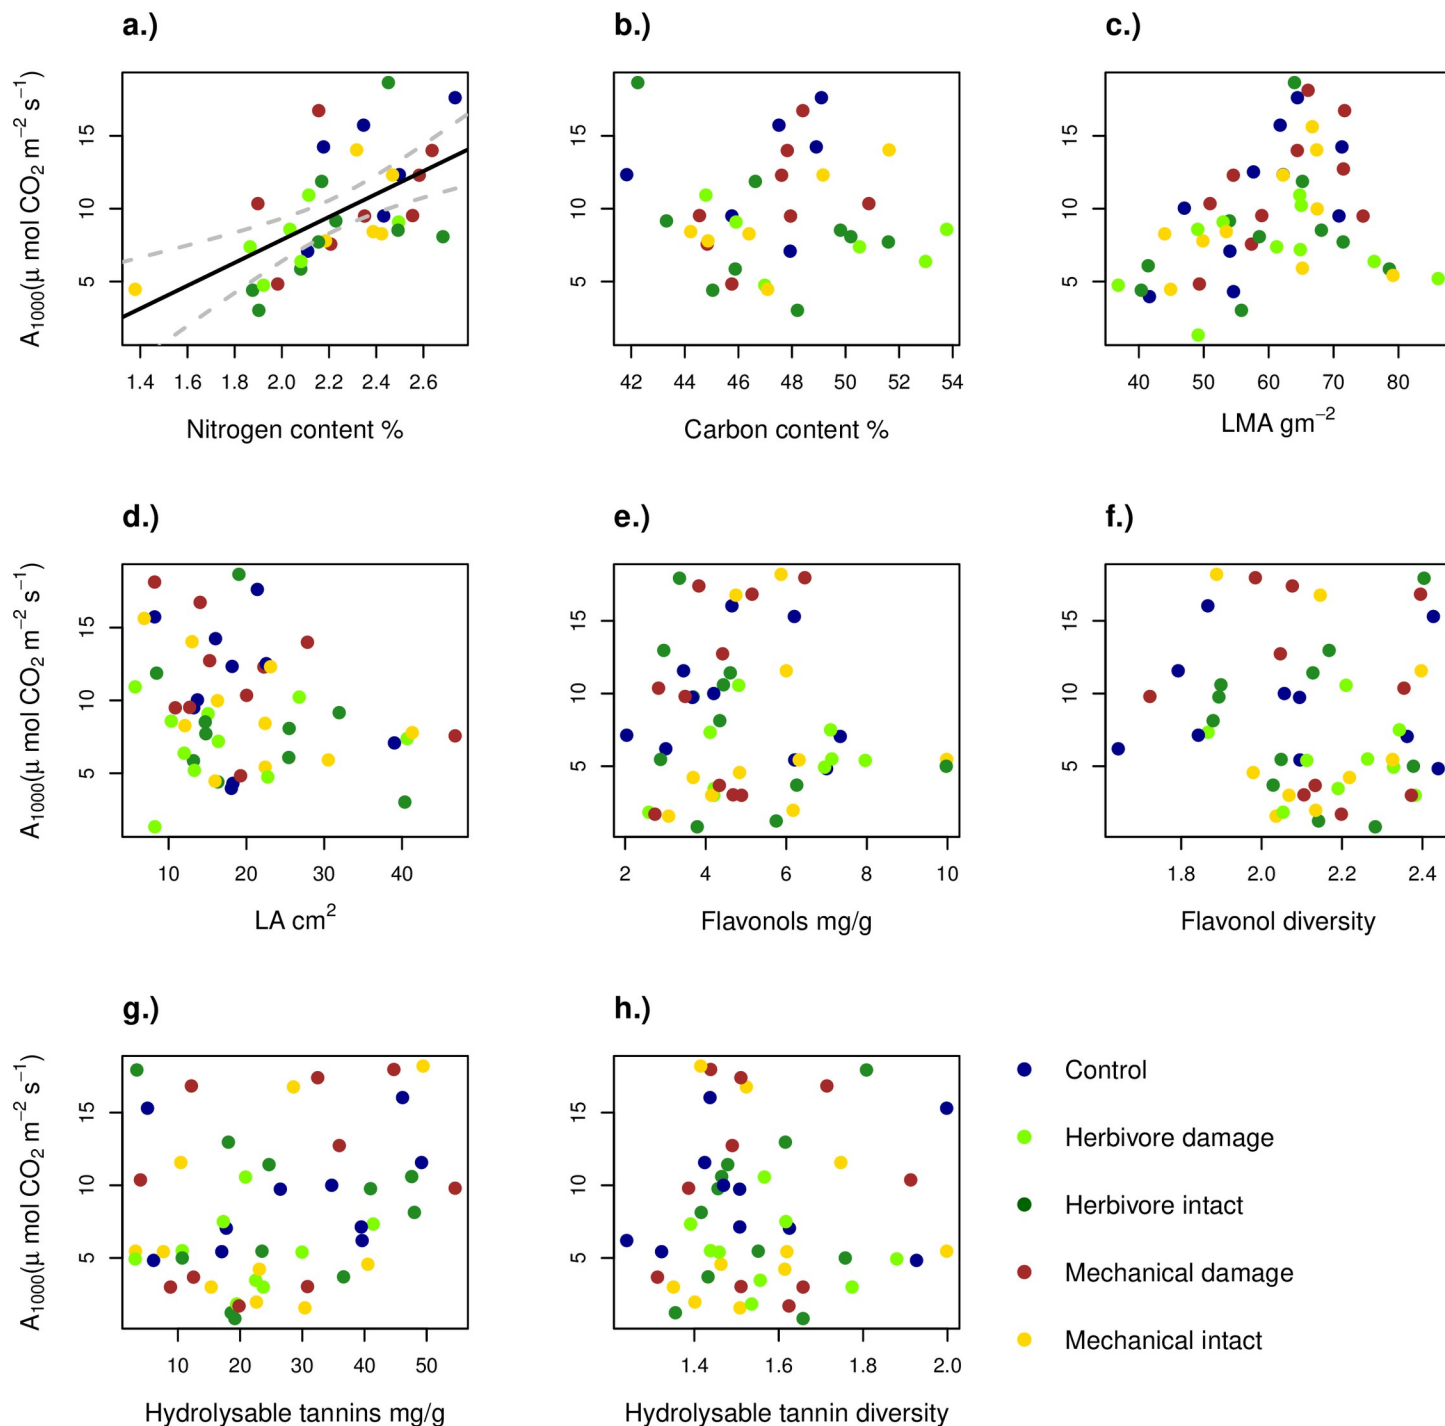 a.)
b.)
c.)
A₁₀₀₀(μ mol CO₂ m⁻² s⁻¹)
15
10
5
1.4 1.6 1.8 2.0 2.2 2.4 2.6
Nitrogen content %
15
10
5
42 44 46 48 50 52 54
Carbon content %
15
10
5
40 50 60 70 80
LMA gm⁻²
d.)
e.)
f.)
A₁₀₀₀(μ mol CO₂ m⁻² s⁻¹)
15
10
5
10 20 30 40
LA cm²
15
10
5
2 4 6 8 10
Flavonols mg/g
15
10
5
1.8 2.0 2.2 2.4
Flavonol diversity
g.)
h.)
A₁₀₀₀(μ mol CO₂ m⁻² s⁻¹)
15
10
5
10 20 30 40 50
Hydrolysable tannins mg/g
15
10
5
1.4 1.6 1.8 2.0
Hydrolysable tannin diversity
Control
Herbivore damage
Herbivore intact
Mechanical damage
Mechanical intact